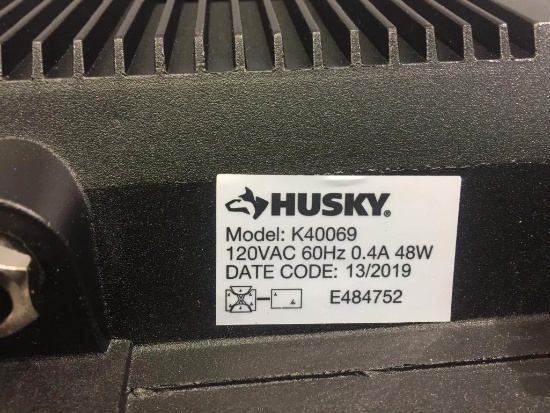 HUSKY®
Model: K40069
120VAC 60Hz 0.4A 48W
DATE CODE: 13/2019
E484752